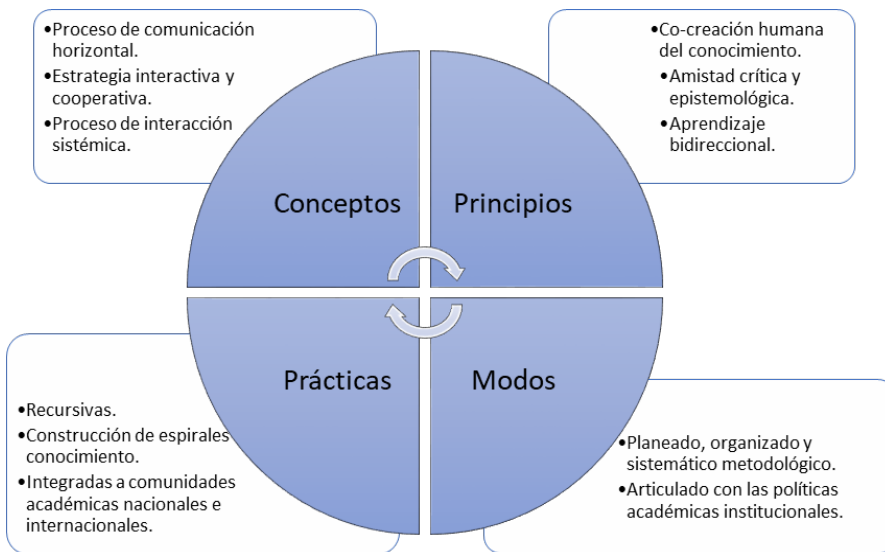 •Proceso de comunicación
horizontal.
•Estrategia interactiva y
cooperativa.
•Proceso de interacción
sistémica.
•Co-creación humana
del conocimiento.
•Amistad crítica y
epistemológica.
•Aprendizaje
bidireccional.
Conceptos
Principios
Prácticas
Modos
•Recursivas.
•Construcción de espirales
conocimiento.
•Integradas a comunidades
académicas nacionales e
internacionales.
•Planeado, organizado y
sistemático metodológico.
•Articulado con las políticas
académicas institucionales.